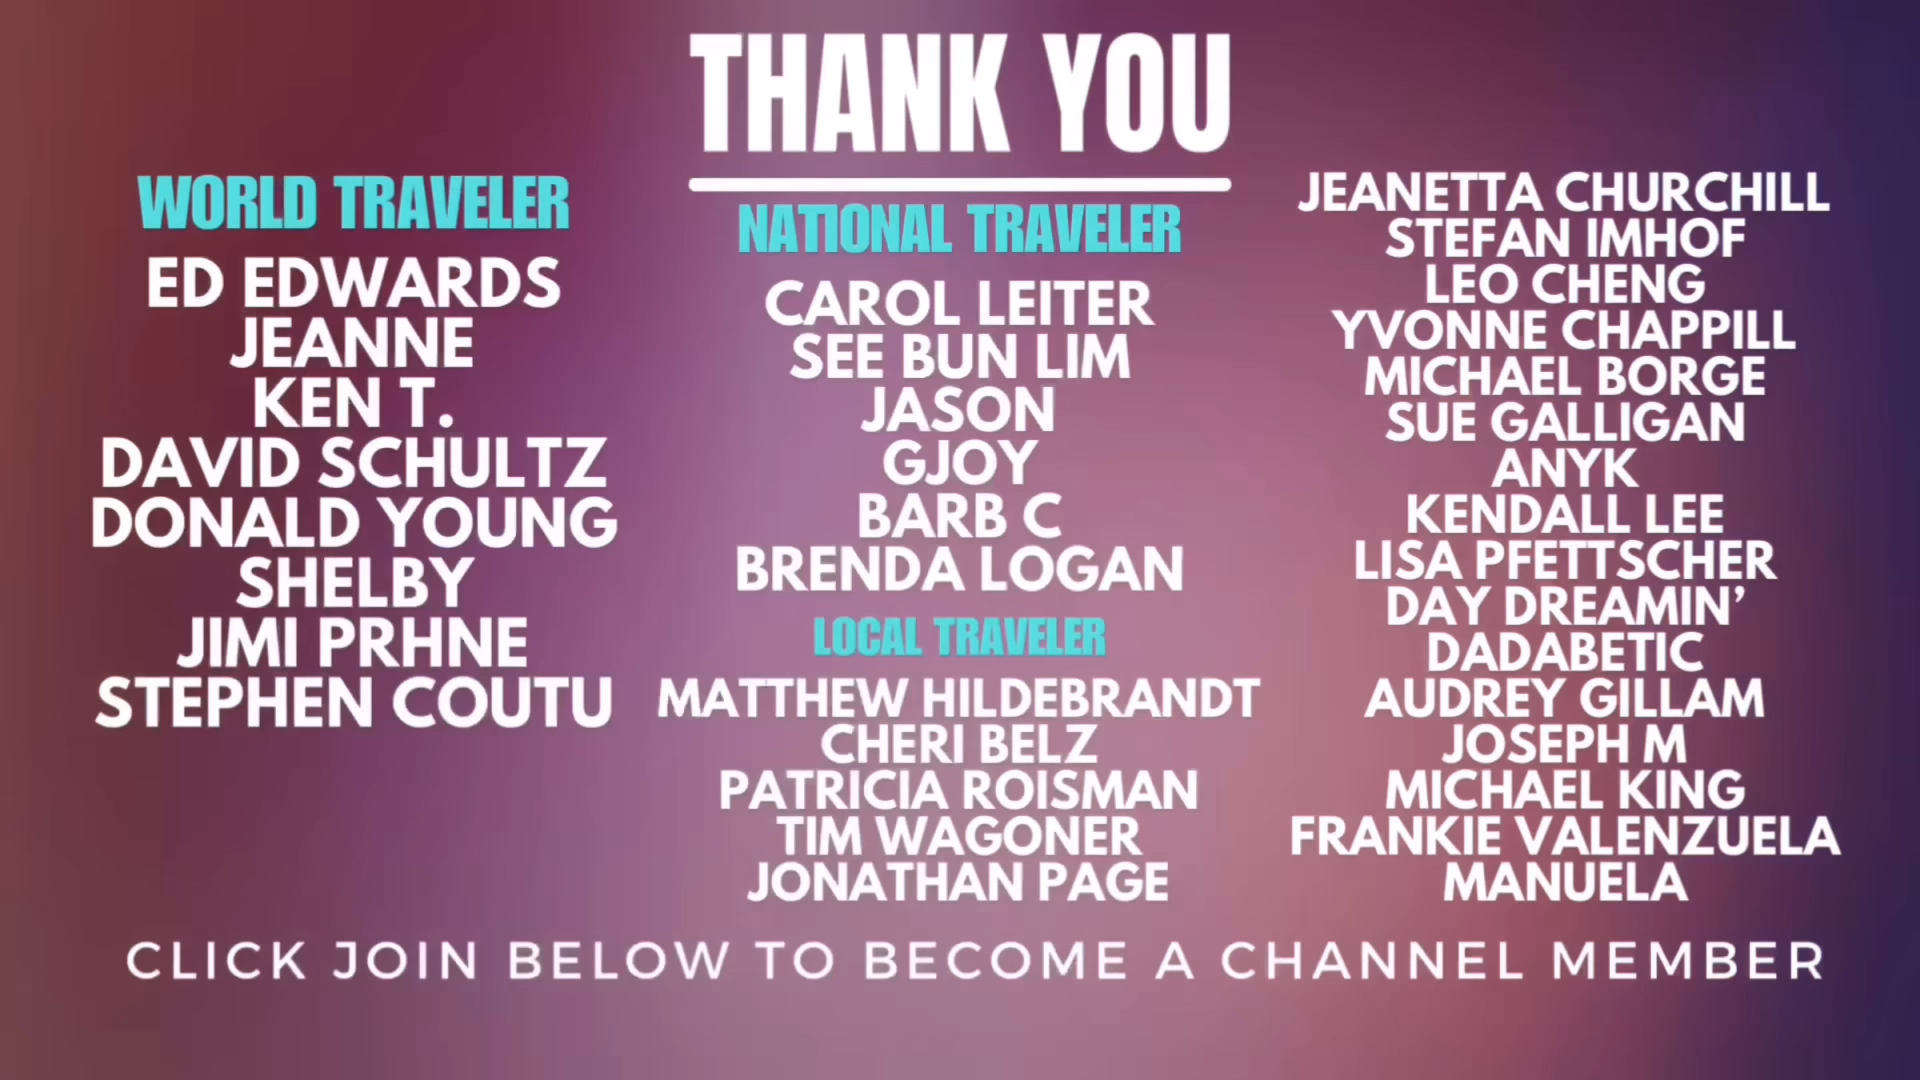 THANK YOU
WORLD TRAVELER
ED EDWARDS
JEANNE
KEN T.
DAVID SCHULTZ
DONALD YOUNG
SHELBY
JIMI PRHNE
STEPHEN COUTU
NATIONAL TRAVELER
CAROL LEITER
SEE BUN LIM
JASON
GJOY
BARB C
BRENDA LOGAN
LOCAL TRAVELER
MATTHEW HILDEBRANDT
CHERI BELZ
PATRICIA ROISMAN
TIM WAGONER
JONATHAN PAGE
JEANETTA CHURCHILL
STEFAN IMHOF
LEO CHENG
YVONNE CHAPPILL
MICHAEL BORGE
SUE GALLIGAN
ANYK
KENDALL LEE
LISA PFETTSCHER
DAY DREAMIN’
DADABETIC
AUDREY GILLAM
JOSEPH M
MICHAEL KING
FRANKIE VALENZUELA
MANUELA
CLICK JOIN BELOW TO BECOME A CHANNEL MEMBER